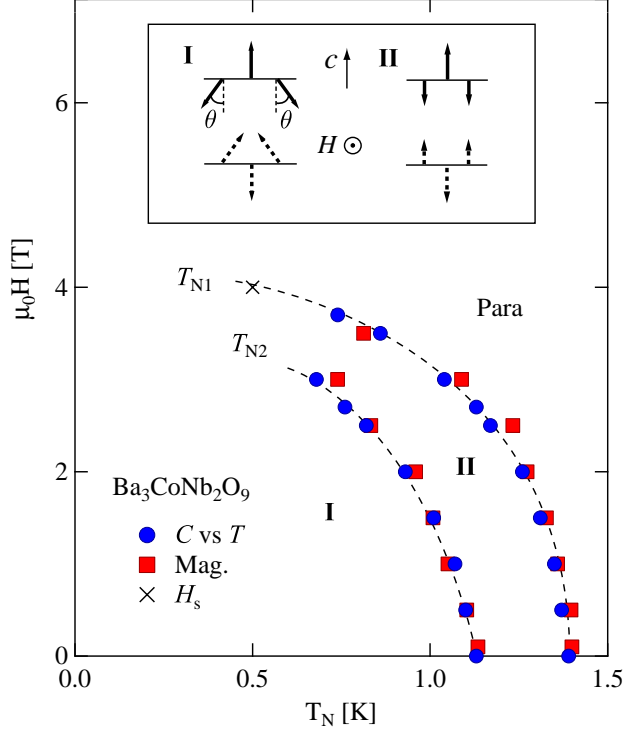 I
c
II
θ
θ
H
6
4
2
0
μ₀H [T]
T_N1
T_N2
Para
II
I
Ba₃CoNb₂O₉
C vs T
Mag.
H_s
0.0
0.5
1.0
1.5
T_N [K]